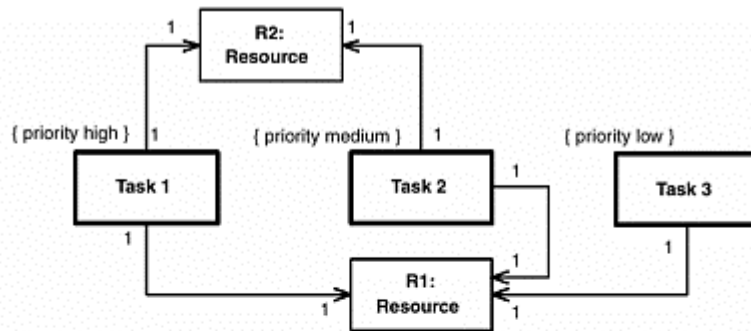 1
R2:
Resource
1
{ priority high }
1
{ priority medium }
1
{ priority low }
Task 1
Task 2
1
Task 3
1
1
1
R1:
Resource
1
1